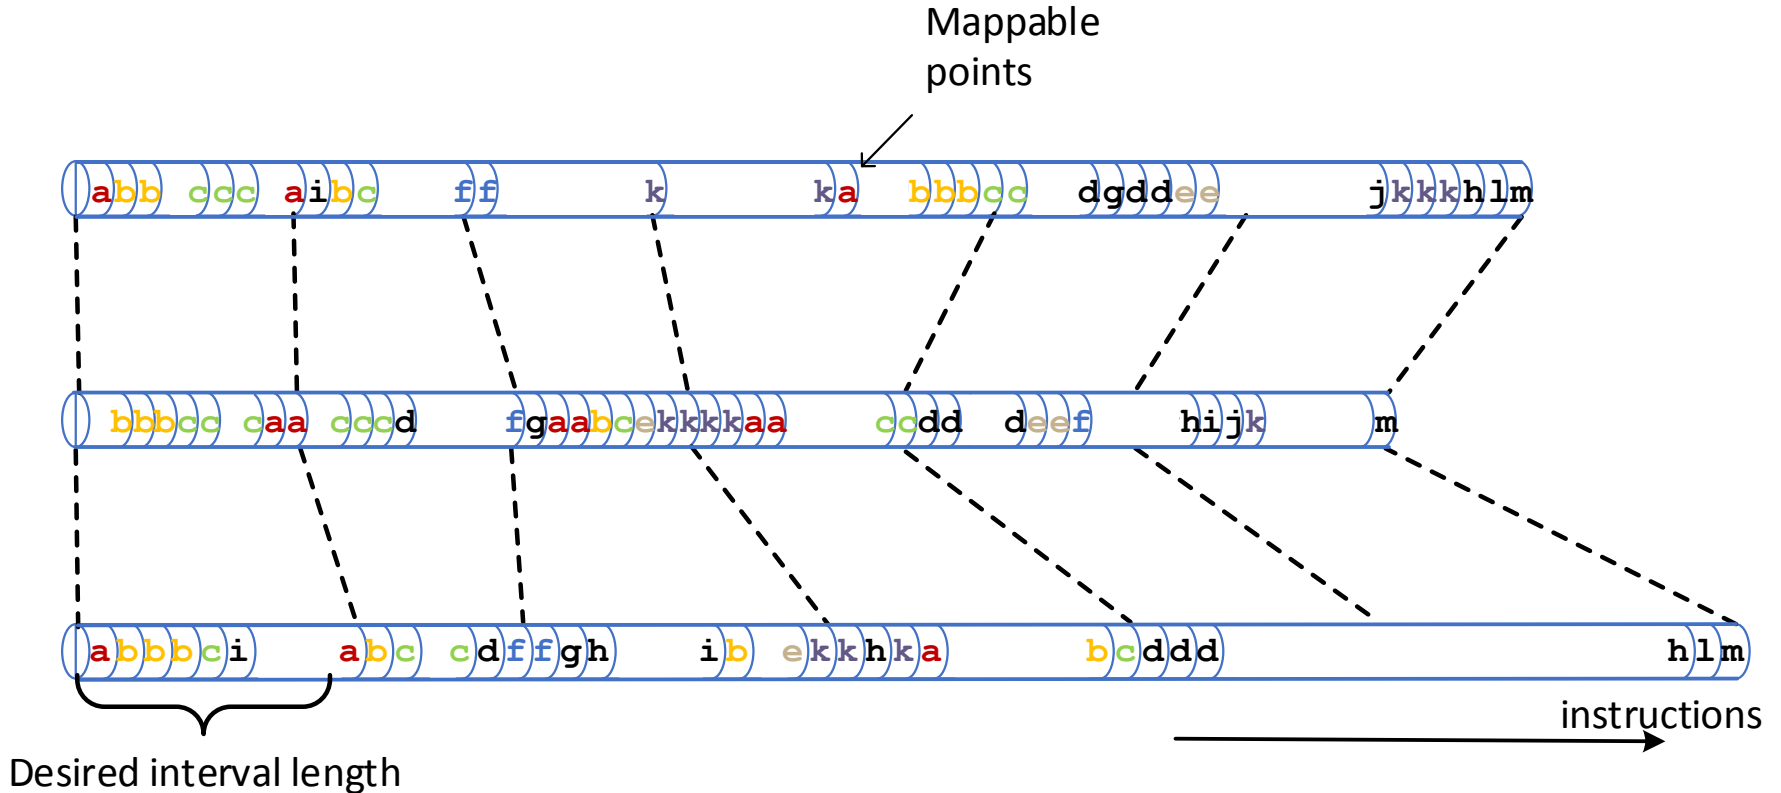 Mappable
points
abb ccc aibc ff k ka bbbcc dgddee jkkkhlm
bbbcc caa cccd fgaabcekkkkaa ccdd deef hijk m
abbbci abc cdffgh ib ekkhka bcddd hlm
instructions
Desired interval length